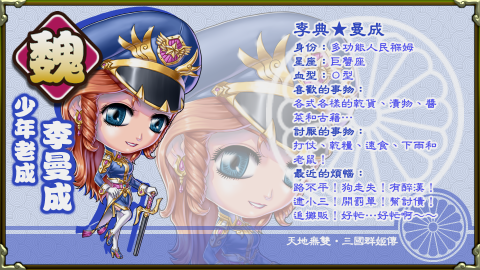 魏
少年老成
李曼成
李典★曼成
身份：多功能人民褓姆
星座：巨蟹座
血型：O型
喜歡的事物：
各式各樣的乾貨、漬物、醬
菜和古籍…
討厭的事物：
打仗、乾糧、速食、下雨和
老鼠！
最近的煩惱：
路不平！狗走失！有醉漢！
逮小三！開罰單！幫討債！
追攤販！好忙…好忙啊～～
天地無雙・三國群姬傳